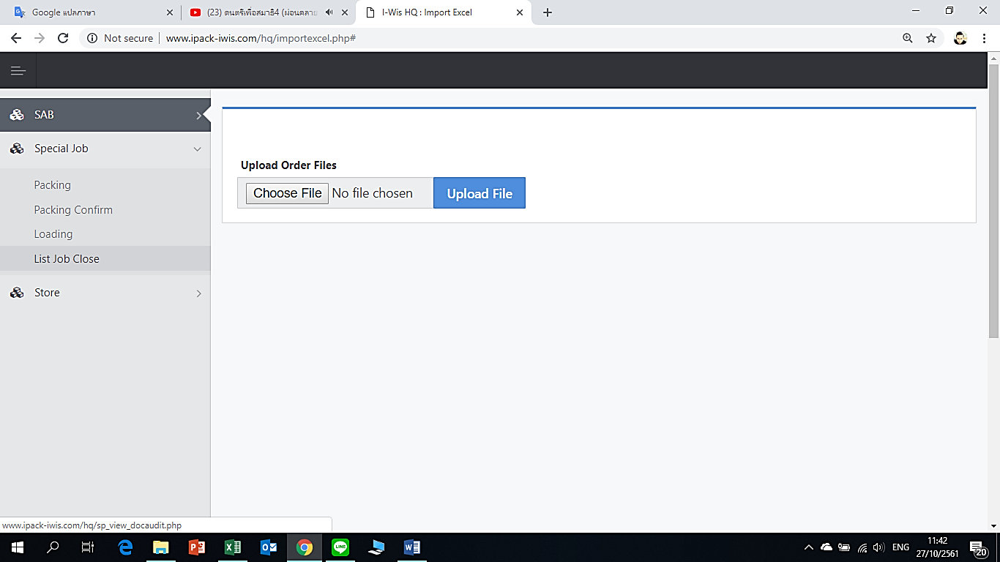 Google แปลภาษา
(23) ดนตรีเพื่อสมาธิ4 (ผ่อนคลาย
I-Wis HQ : Import Excel
Not secure
www.ipack-iwis.com/hq/importexcel.php#
SAB
Special Job
Packing
Packing Confirm
Loading
List Job Close
Store
Upload Order Files
Choose File No file chosen
Upload File
www.ipack-iwis.com/hq/sp_view_docaudit.php
LINE
ENG
11:42
27/10/2561
20